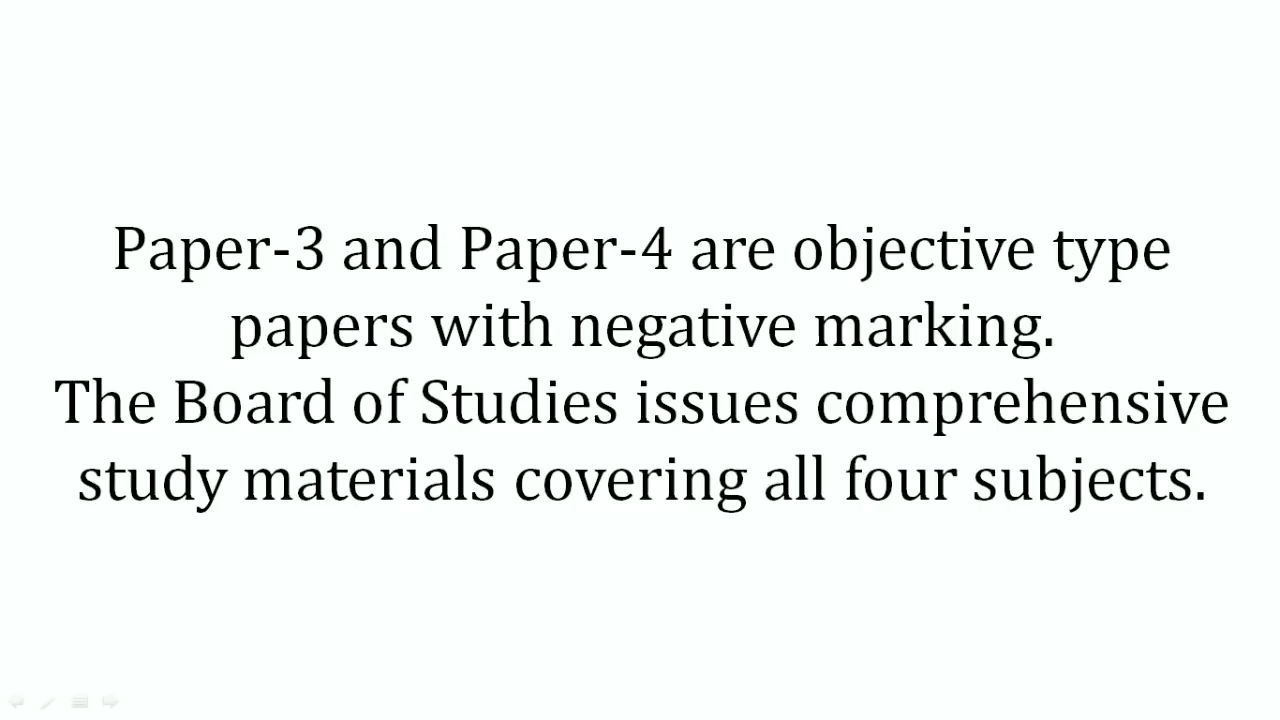 Paper-3 and Paper-4 are objective type
papers with negative marking.
The Board of Studies issues comprehensive
study materials covering all four subjects.